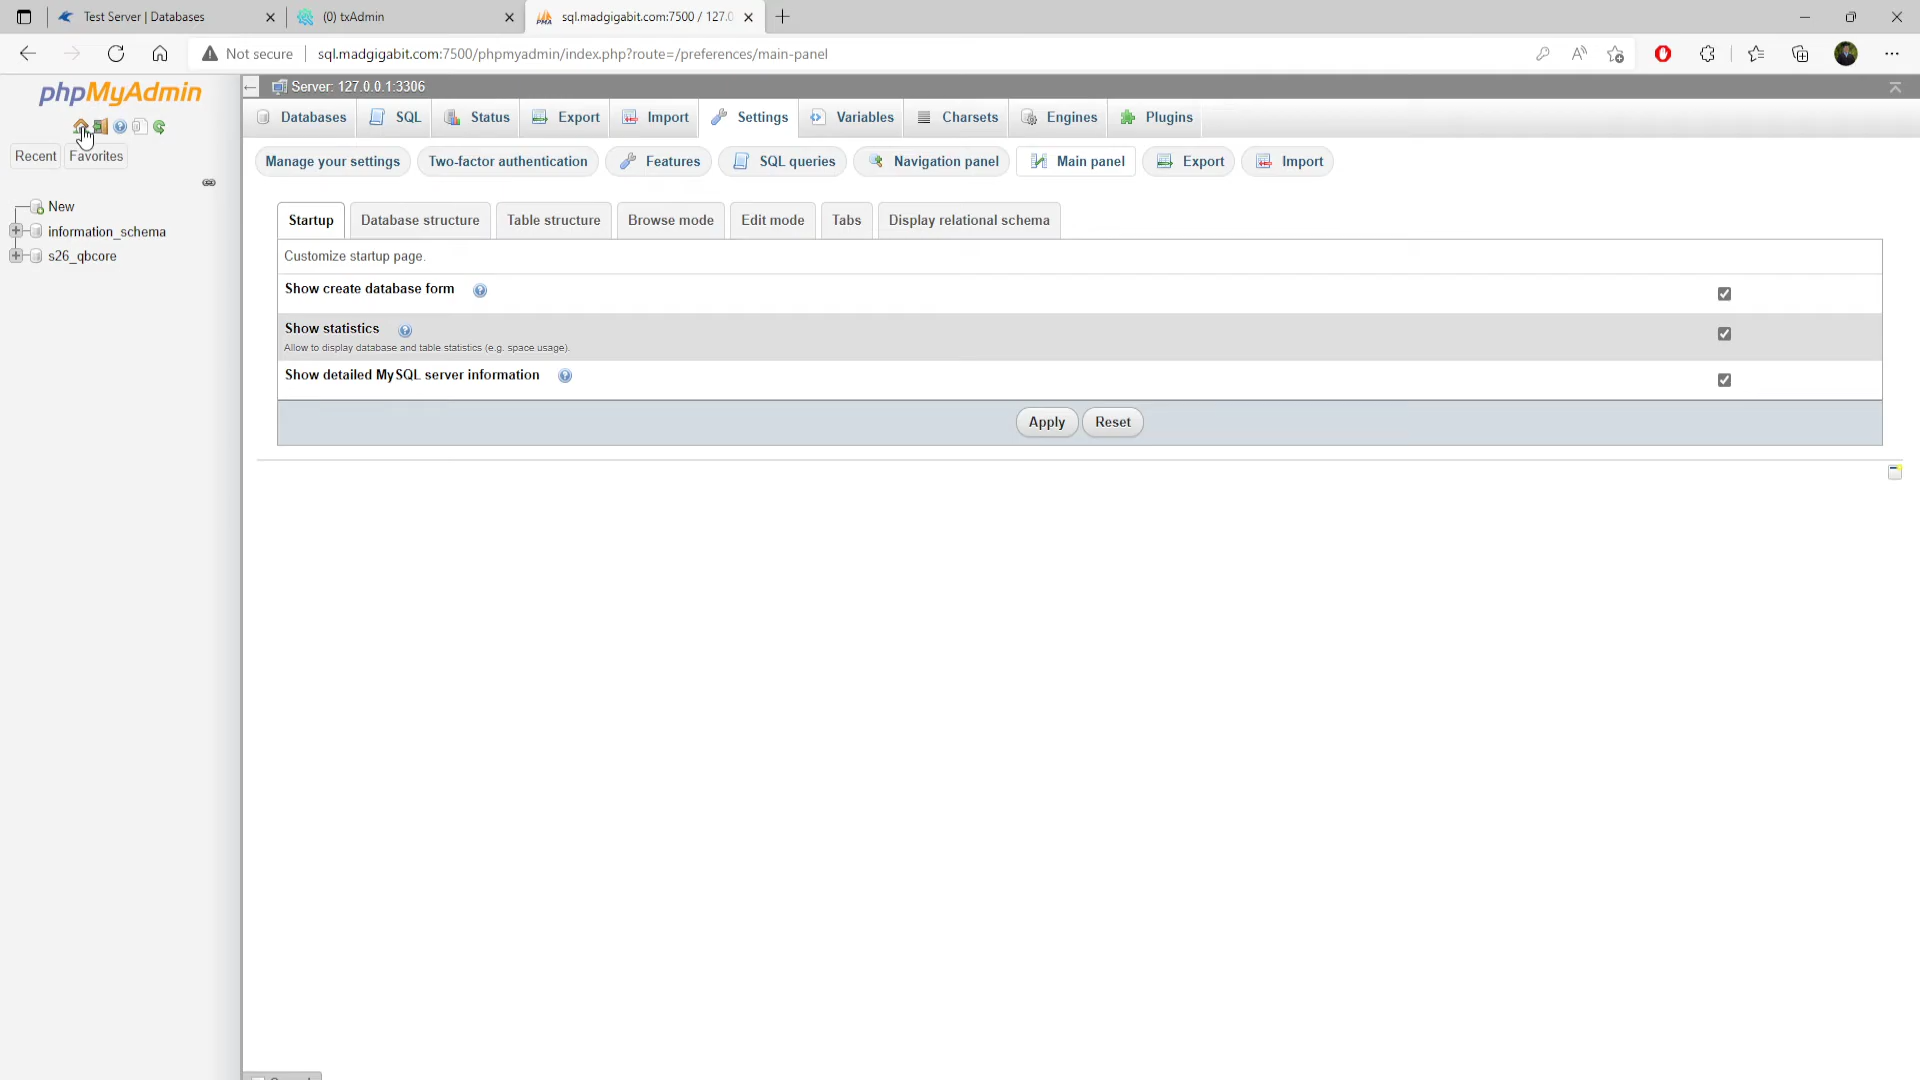 Test Server | Databases
(0) txAdmin
sql.madgigabit.com:7500 / 127.0
Not secure
sql.madgigabit.com:7500/phpmyadmin/index.php?route=/preferences/main-panel
phpMyAdmin
Server: 127.0.0.1:3306
Databases SQL Status Export Import Settings Variables Charsets Engines Plugins
Recent Favorites
Manage your settings Two-factor authentication Features SQL queries Navigation panel Main panel Export Import
New
information_schema
s26_qbcore
Startup Database structure Table structure Browse mode Edit mode Tabs Display relational schema
Customize startup page.
Show create database form
Show statistics
Allow to display database and table statistics (e.g. space usage).
Show detailed MySQL server information
Apply Reset